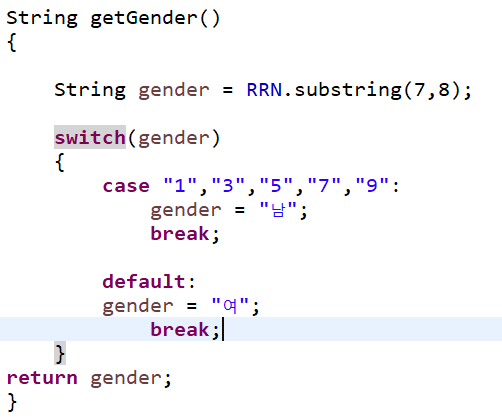 String getGender()
{
String gender = RRN.substring(7,8);
switch(gender)
{
case "1","3","5","7","9":
gender = "남";
break;
default:
gender = "여";
break;
}
return gender;
}